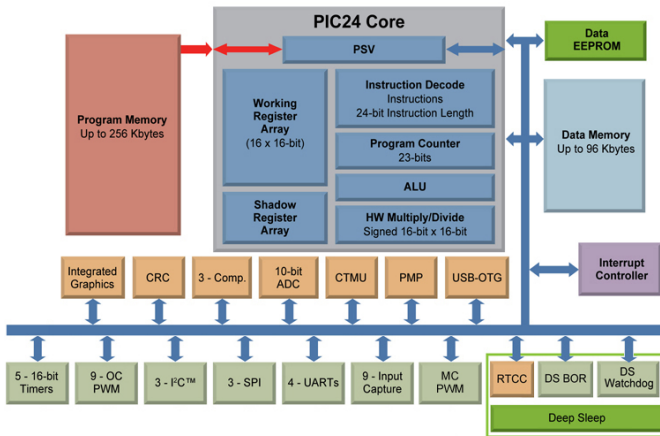 PIC24 Core
PSV
Data
EEPROM
Program Memory
Up to 256 Kbytes
Working
Register
Array
(16 x 16-bit)
Instruction Decode
Instructions
24-bit Instruction Length
Program Counter
23-bits
ALU
Shadow
Register
Array
HW Multiply/Divide
Signed 16-bit x 16-bit
Data Memory
Up to 96 Kbytes
Interrupt
Controller
Integrated
Graphics
CRC
3 - Comp.
10-bit
ADC
CTMU
PMP
USB-OTG
5 - 16-bit
Timers
9 - OC
PWM
3 - I²C™
3 - SPI
4 - UARTs
9 - Input
Capture
MC
PWM
RTCC
DS BOR
DS
Watchdog
Deep Sleep